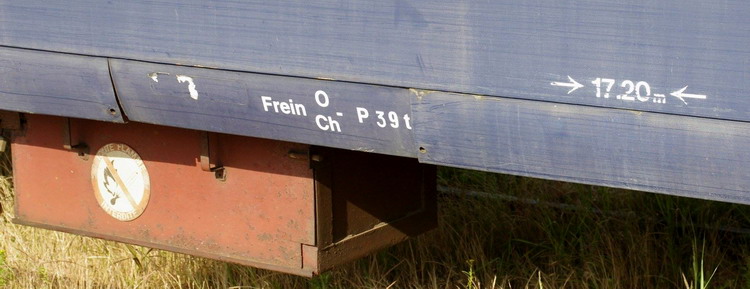 Frein O
Ch - P 39 t
→ 17.20 m ←